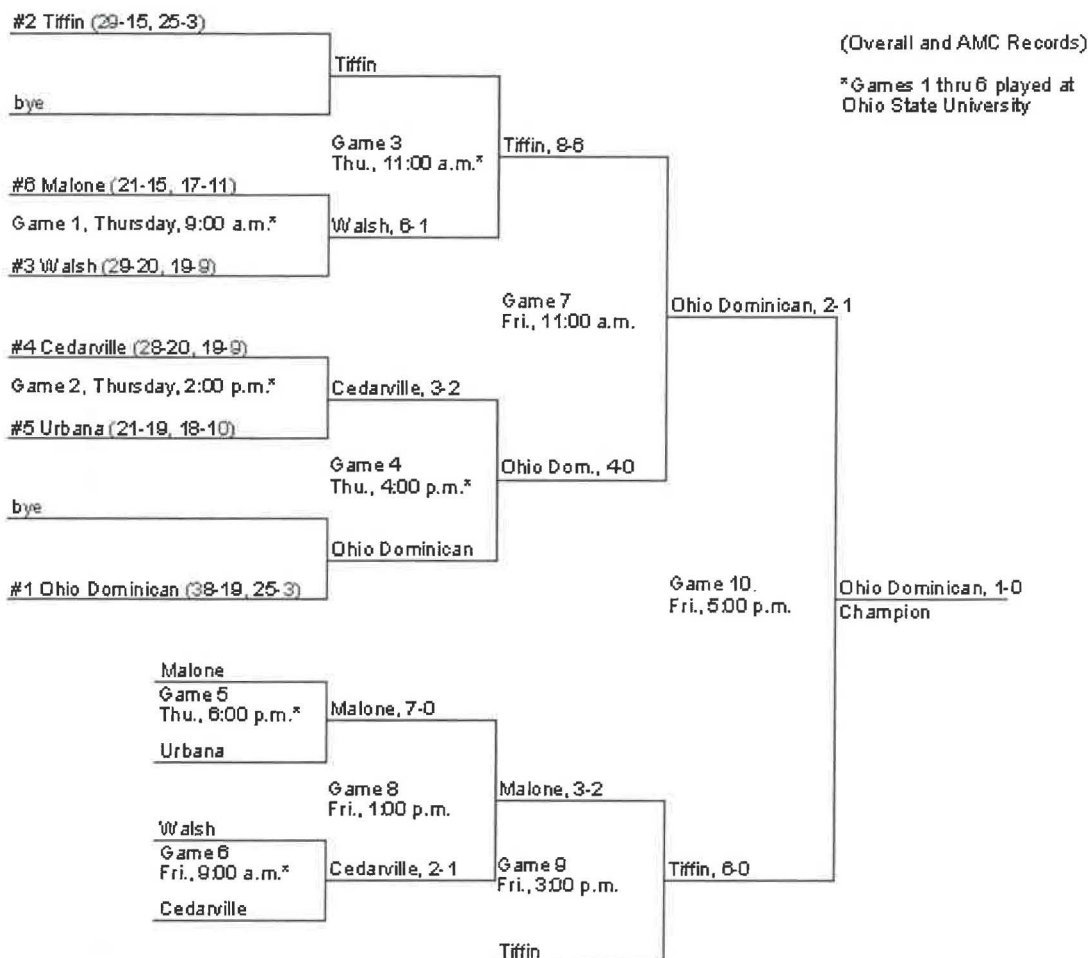 #2 Tiffin (29-15, 25-3)
(Overall and AMC Records)
Tiffin
*Games 1 thru 6 played at
Ohio State University
bye
Game 3
Thu., 11:00 a.m.*
Tiffin, 8-6
#6 Malone (21-15, 17-11)
Game 1, Thursday, 9:00 a.m.*
Walsh, 6-1
#3 Walsh (29-20, 19-9)
Game 7
Fri., 11:00 a.m.
Ohio Dominican, 2-1
#4 Cedarville (28-20, 19-9)
Game 2, Thursday, 2:00 p.m.*
Cedarville, 3-2
#5 Urbana (21-19, 18-10)
Game 4
Thu., 4:00 p.m.*
Ohio Dom., 4-0
bye
Ohio Dominican
#1 Ohio Dominican (38-19, 25-3)
Game 10.
Fri., 5:00 p.m.
Ohio Dominican, 1-0
Champion
Malone
Game 5
Thu., 6:00 p.m.*
Malone, 7-0
Urbana
Game 8
Fri., 1:00 p.m.
Malone, 3-2
Walsh
Game 6
Fri., 9:00 a.m.*
Cedarville, 2-1
Game 9
Fri., 3:00 p.m.
Tiffin, 6-0
Cedarville
Tiffin